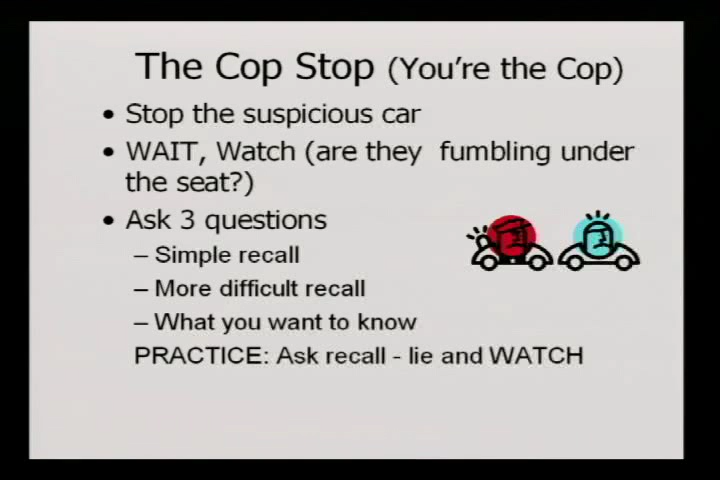 The Cop Stop (You're the Cop)
• Stop the suspicious car
• WAIT, Watch (are they fumbling under
the seat?)
• Ask 3 questions
– Simple recall
– More difficult recall
– What you want to know
PRACTICE: Ask recall - lie and WATCH